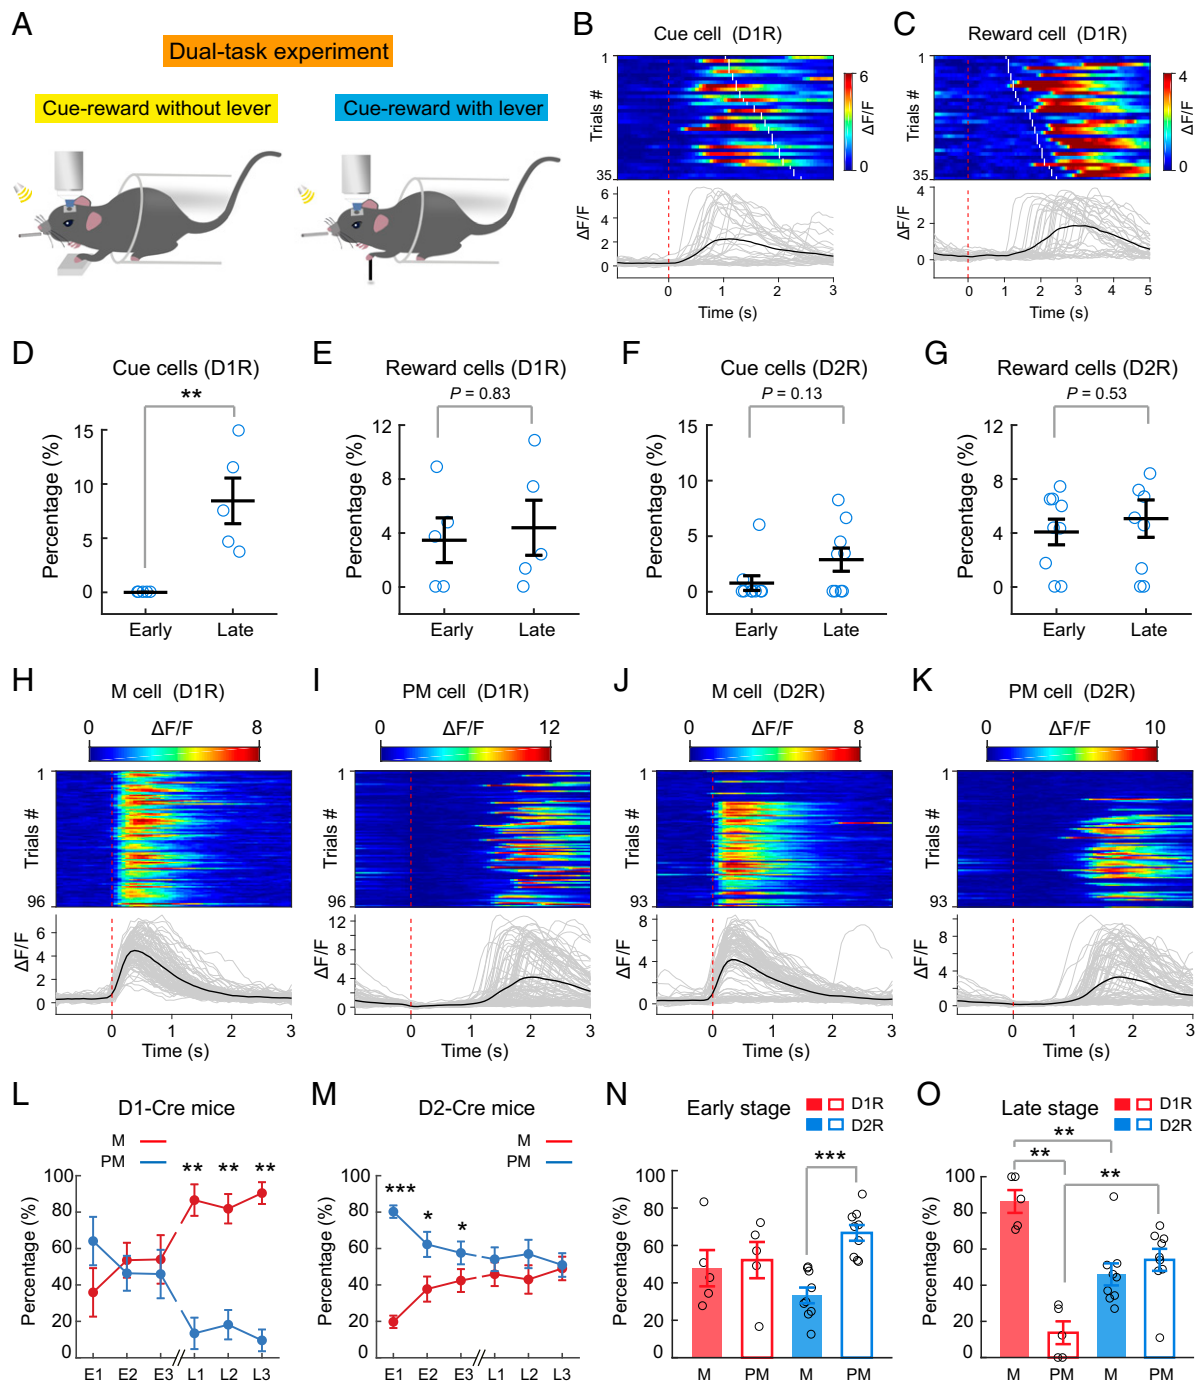 A
Dual-task experiment
Cue-reward without lever
Cue-reward with lever
B
Cue cell (D1R)
1
Trials #
35
6
ΔF/F
0
6
4
ΔF/F
2
0
0 1 2 3
Time (s)
C
Reward cell (D1R)
1
Trials #
35
4
ΔF/F
0
4
ΔF/F
2
0
0 1 2 3 4 5
Time (s)
D
Cue cells (D1R)
**
15
10
5
0
Percentage (%)
Early Late
E
Reward cells (D1R)
P = 0.83
12
8
4
0
Percentage (%)
Early Late
F
Cue cells (D2R)
P = 0.13
15
10
5
0
Percentage (%)
Early Late
G
Reward cells (D2R)
P = 0.53
12
8
4
0
Percentage (%)
Early Late
H
M cell (D1R)
0 ΔF/F 8
1
Trials #
96
6
4
2
0
ΔF/F
0 1 2 3
Time (s)
I
PM cell (D1R)
0 ΔF/F 12
1
Trials #
96
12
8
4
0
ΔF/F
0 1 2 3
Time (s)
J
M cell (D2R)
0 ΔF/F 8
1
Trials #
93
8
4
0
ΔF/F
0 1 2 3
Time (s)
K
PM cell (D2R)
0 ΔF/F 10
1
Trials #
93
12
8
4
0
ΔF/F
0 1 2 3
Time (s)
L
D1-Cre mice
M
PM
** ** **
100
80
60
40
20
0
Percentage (%)
E1 E2 E3 // L1 L2 L3
M
D2-Cre mice
M
PM
*** * *
100
80
60
40
20
0
Percentage (%)
E1 E2 E3 // L1 L2 L3
N
Early stage
D1R
D2R
***
100
80
60
40
20
0
Percentage (%)
M PM M PM
O
Late stage
D1R
D2R
**
** **
100
80
60
40
20
0
Percentage (%)
M PM M PM